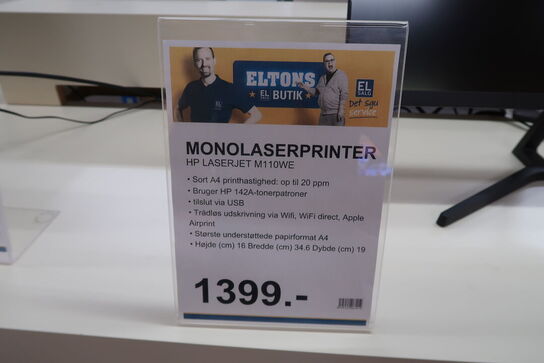 ELTONS
EL SALG BUTIK
EL
SALG
Det sgu
service
MONOLASERPRINTER
HP LASERJET M110WE
• Sort A4 printhastighed: op til 20 ppm
• Bruger HP 142A-tonerpatroner
• tilslut via USB
• Trådløs udskrivning via Wifi, WiFi direct, Apple
Airprint
• Største understøttede papirformat A4
• Højde (cm) 16 Bredde (cm) 34.6 Dybde (cm) 19
1399.-